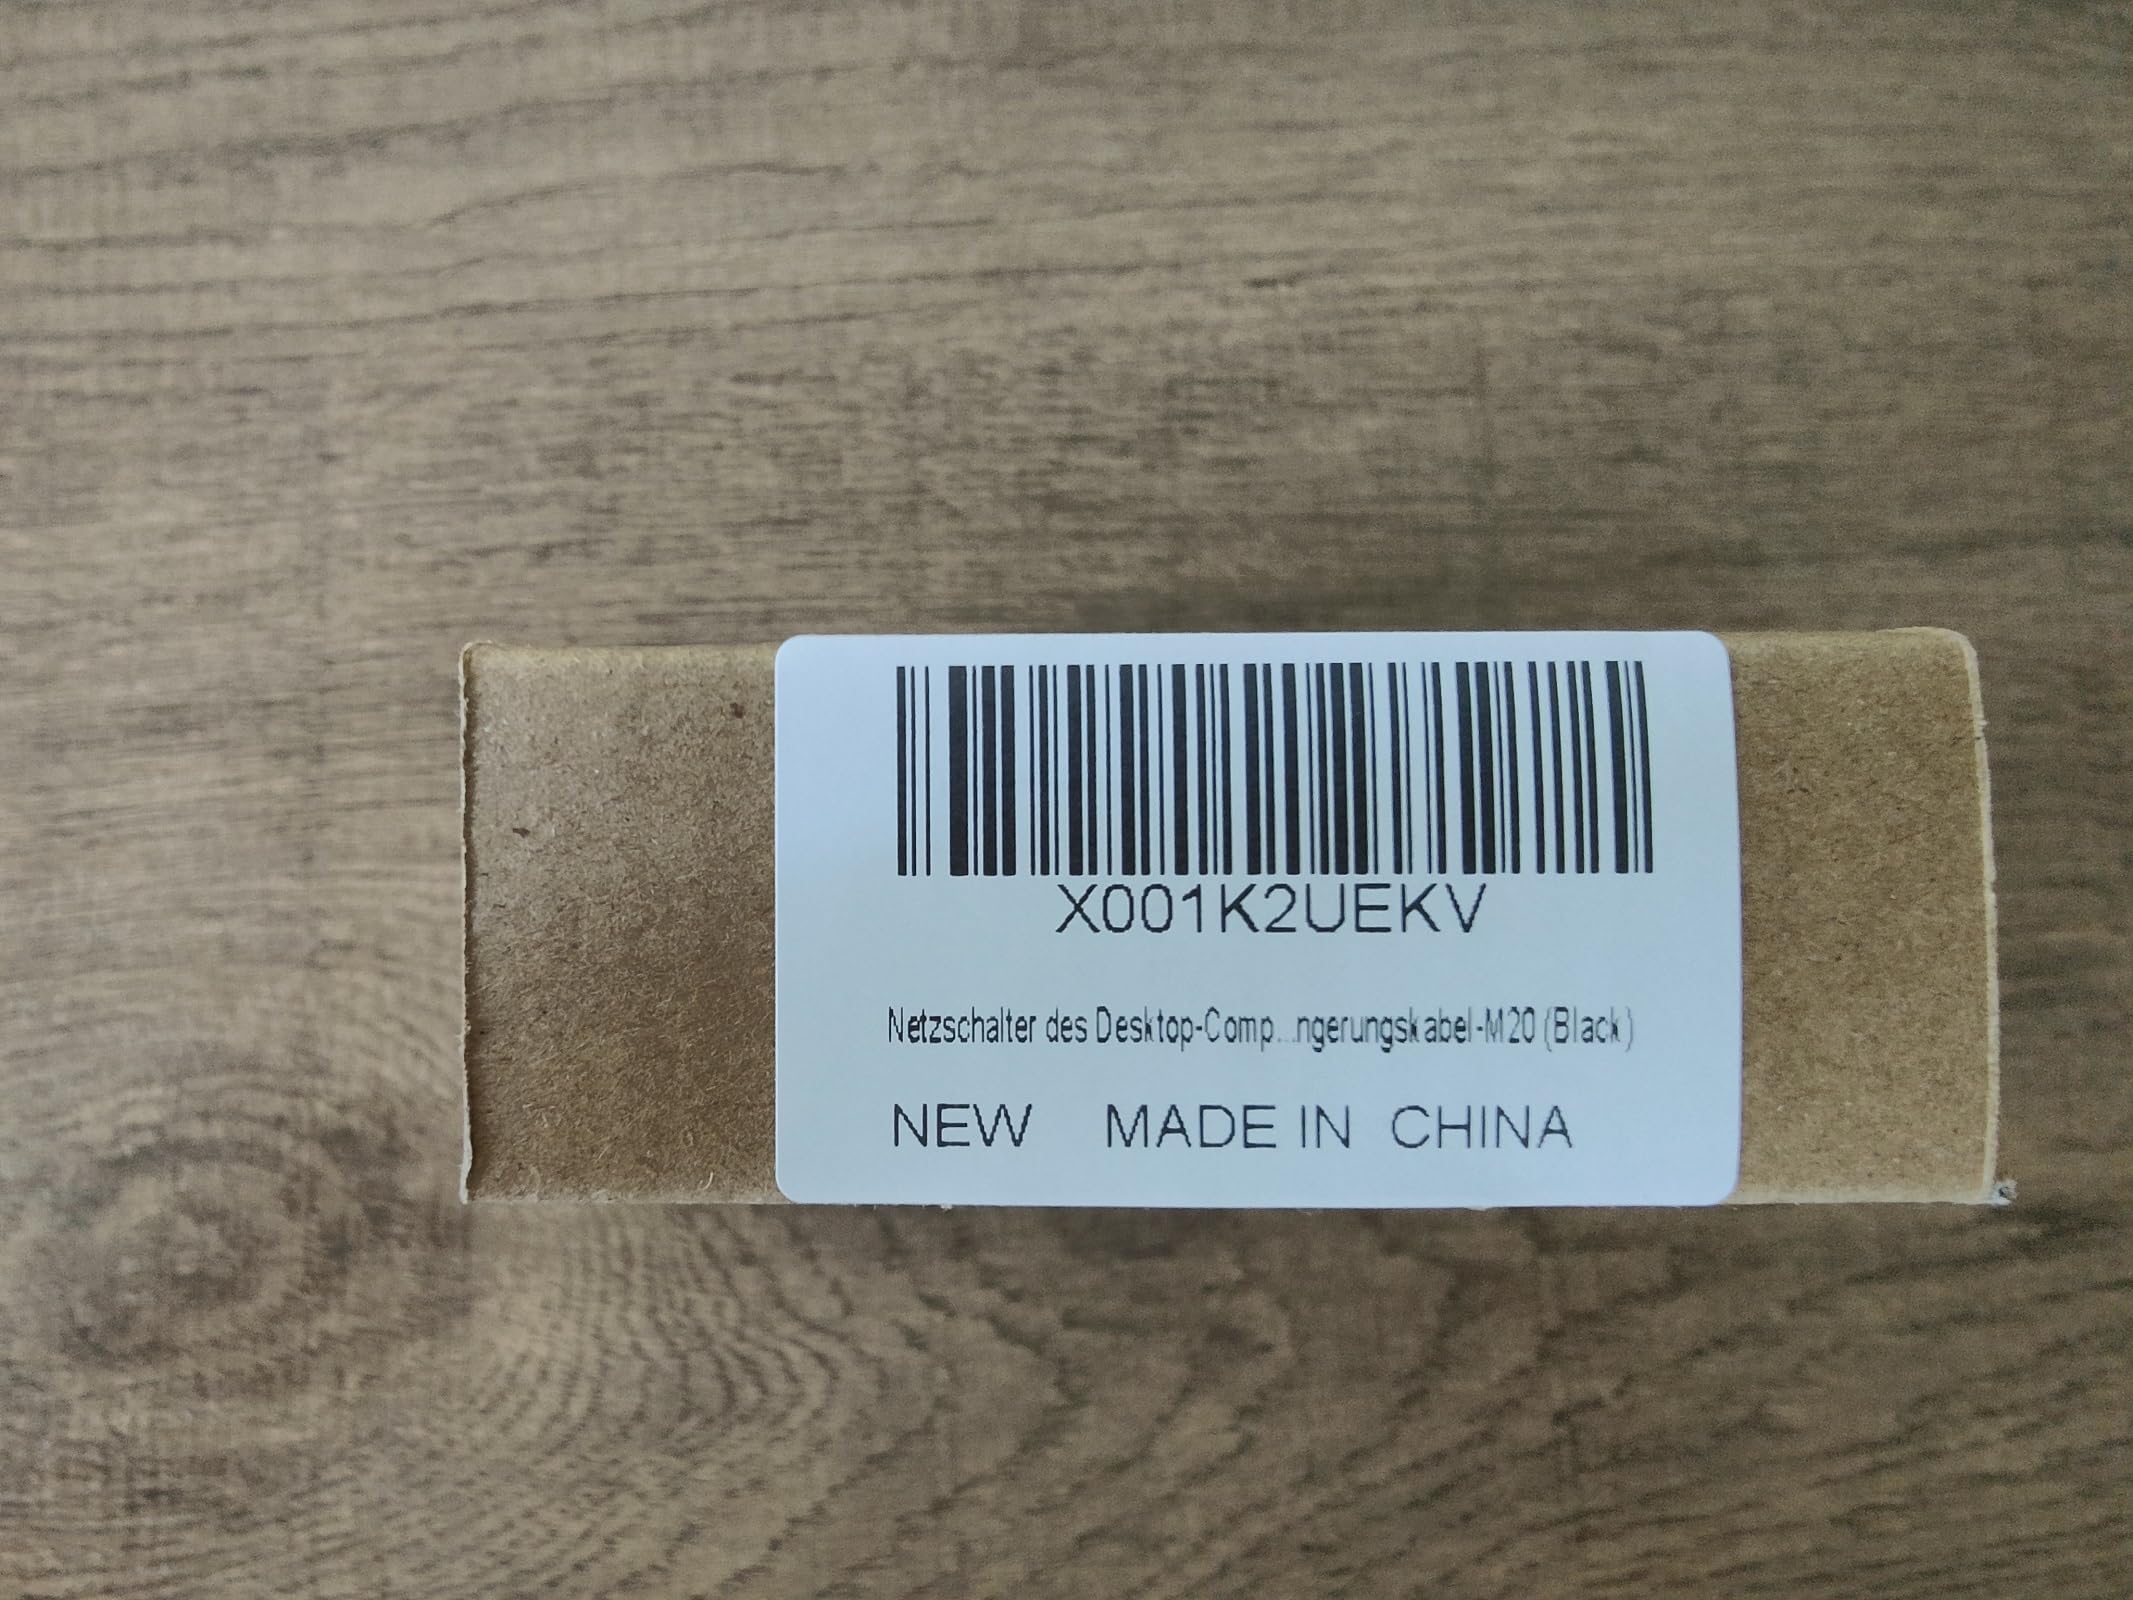 X001K2UEKV
Netzschalter des Desktop-Comp...ngerungskabel-M20 (Black)
NEW MADE IN CHINA